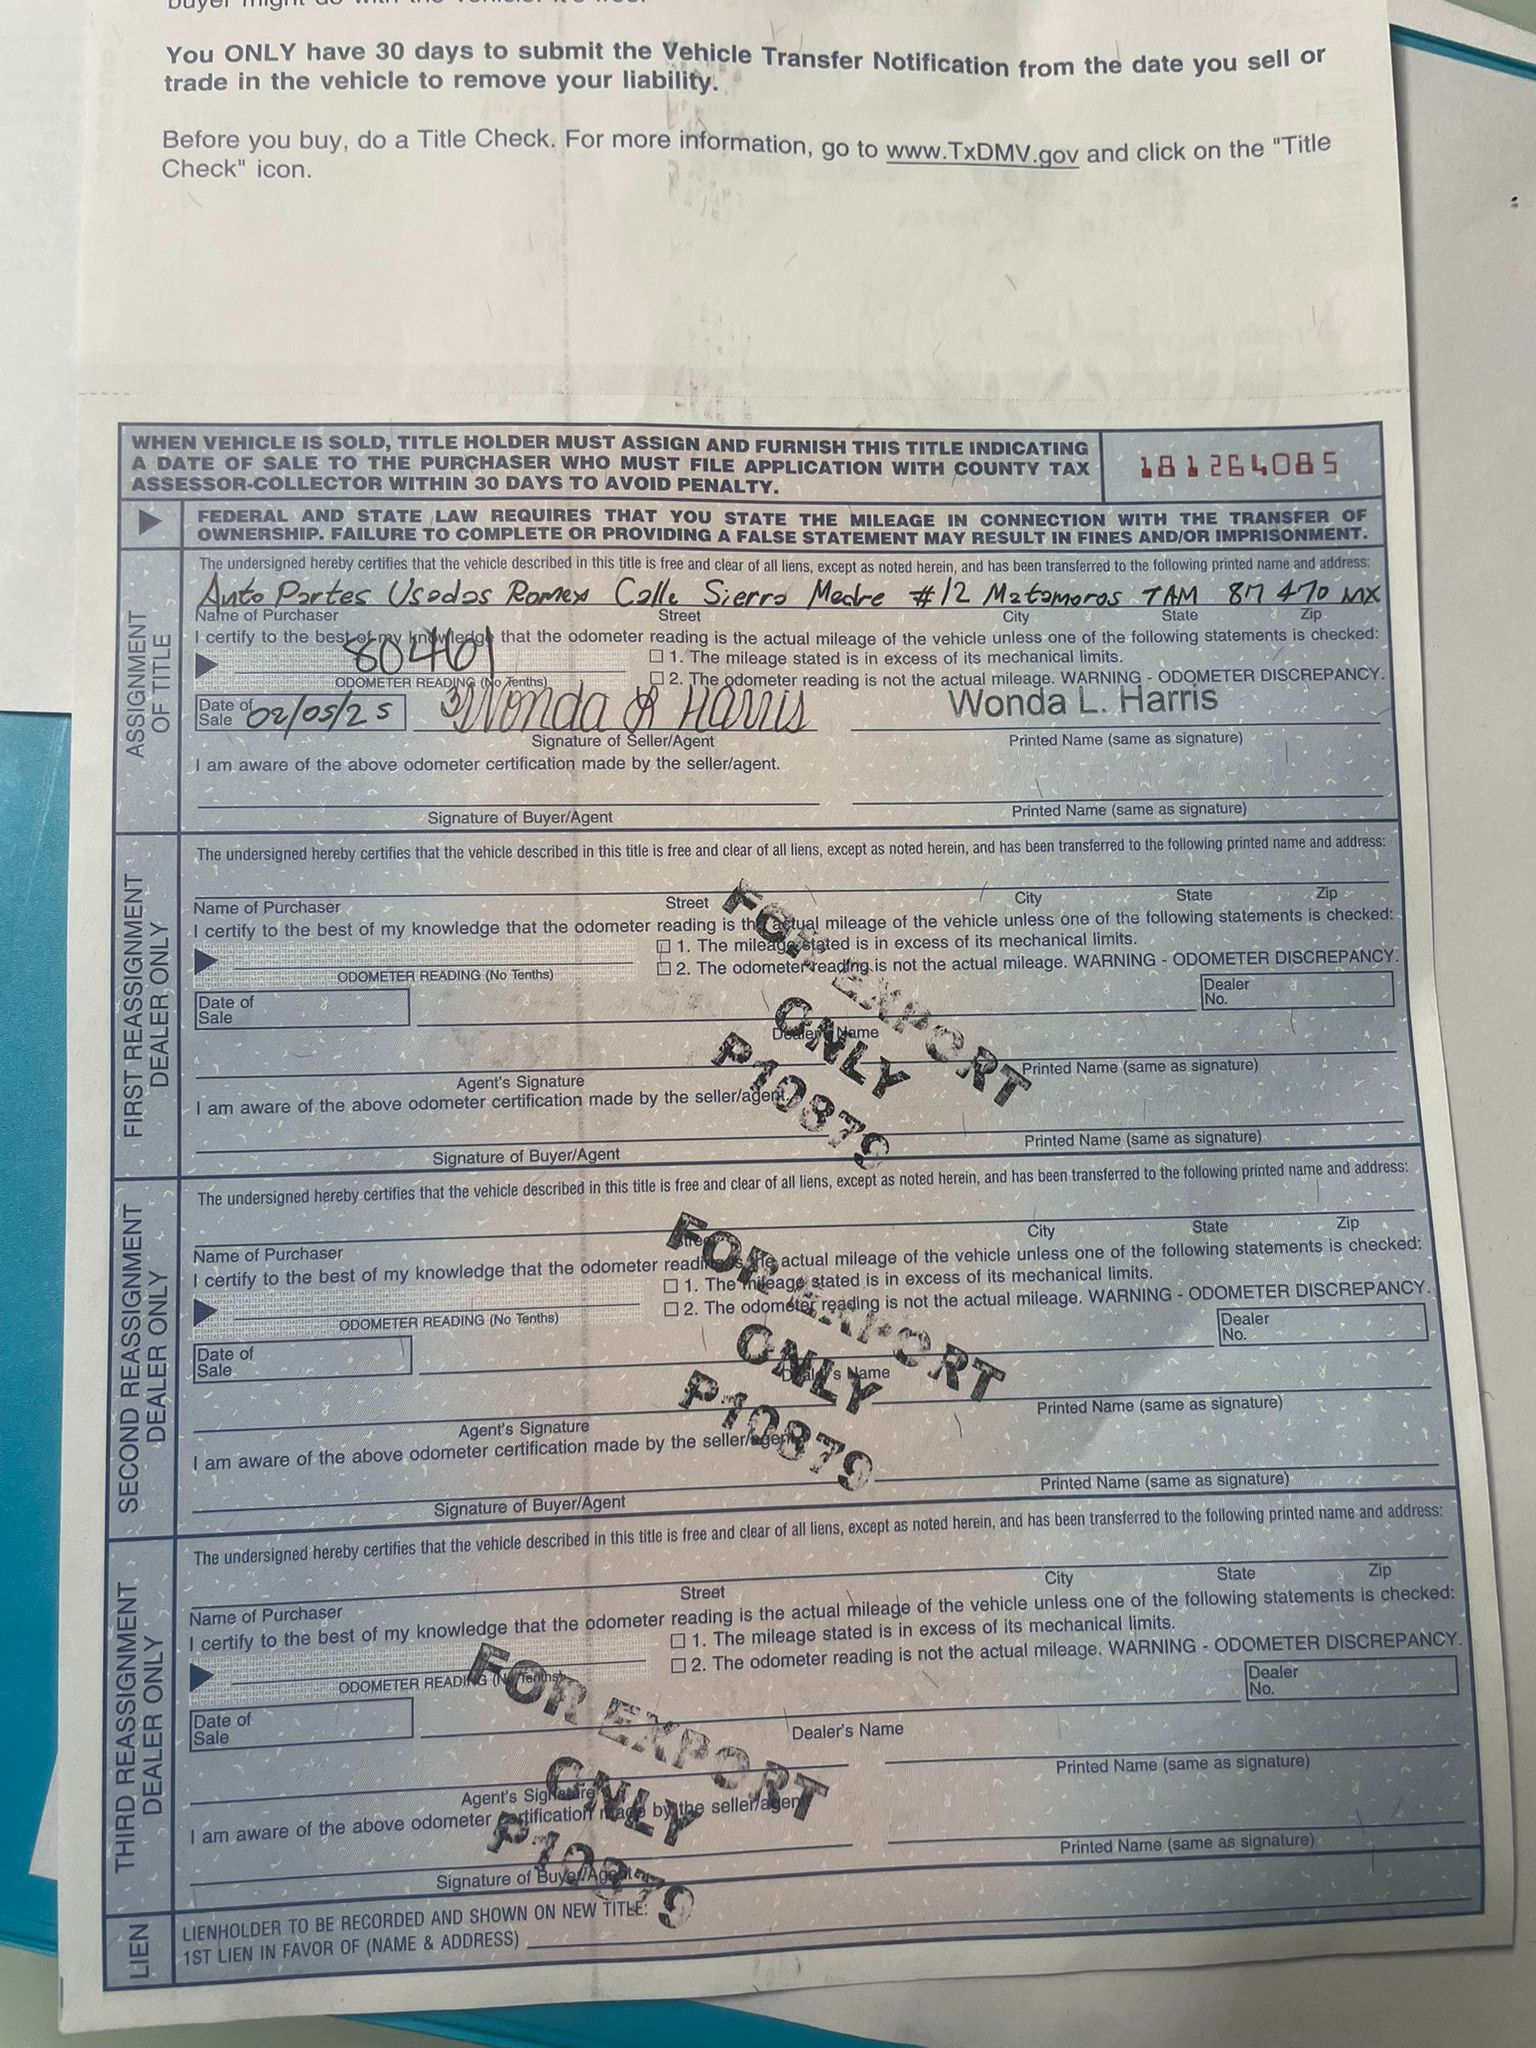 buyer might do with the vehicle. It's free.
You ONLY have 30 days to submit the Vehicle Transfer Notification from the date you sell or
trade in the vehicle to remove your liability.
Before you buy, do a Title Check. For more information, go to www.TxDMV.gov and click on the "Title
Check" icon.
WHEN VEHICLE IS SOLD, TITLE HOLDER MUST ASSIGN AND FURNISH THIS TITLE INDICATING
A DATE OF SALE TO THE PURCHASER WHO MUST FILE APPLICATION WITH COUNTY TAX
ASSESSOR-COLLECTOR WITHIN 30 DAYS TO AVOID PENALTY.
181264085
FEDERAL AND STATE LAW REQUIRES THAT YOU STATE THE MILEAGE IN CONNECTION WITH THE TRANSFER OF
OWNERSHIP. FAILURE TO COMPLETE OR PROVIDING A FALSE STATEMENT MAY RESULT IN FINES AND/OR IMPRISONMENT.
ASSIGNMENT
OF TITLE
The undersigned hereby certifies that the vehicle described in this title is free and clear of all liens, except as noted herein, and has been transferred to the following printed name and address:
Auto Partes Usadas Romex Calle Sierra Madre #12 Matamoros TAM 87470 MX
Name of Purchaser Street City State Zip
I certify to the best of my knowledge that the odometer reading is the actual mileage of the vehicle unless one of the following statements is checked:
80461
1. The mileage stated is in excess of its mechanical limits.
ODOMETER READING (No Tenths)
2. The odometer reading is not the actual mileage. WARNING - ODOMETER DISCREPANCY.
Date of
Sale
02/05/25
Wonda L Harris
Wonda L. Harris
Signature of Seller/Agent
Printed Name (same as signature)
I am aware of the above odometer certification made by the seller/agent.
Signature of Buyer/Agent
Printed Name (same as signature)
FIRST REASSIGNMENT
DEALER ONLY
The undersigned hereby certifies that the vehicle described in this title is free and clear of all liens, except as noted herein, and has been transferred to the following printed name and address:
Name of Purchaser Street City State Zip
I certify to the best of my knowledge that the odometer reading is the actual mileage of the vehicle unless one of the following statements is checked:
1. The mileage stated is in excess of its mechanical limits.
ODOMETER READING (No Tenths)
2. The odometer reading is not the actual mileage. WARNING - ODOMETER DISCREPANCY.
Date of
Sale
Dealer
No.
Dealer's Name
FOR EXPORT
ONLY
P10879
Agent's Signature
Printed Name (same as signature)
I am aware of the above odometer certification made by the seller/agent.
Signature of Buyer/Agent
Printed Name (same as signature)
SECOND REASSIGNMENT
DEALER ONLY
The undersigned hereby certifies that the vehicle described in this title is free and clear of all liens, except as noted herein, and has been transferred to the following printed name and address:
Name of Purchaser Street City State Zip
I certify to the best of my knowledge that the odometer reading is the actual mileage of the vehicle unless one of the following statements is checked:
1. The mileage stated is in excess of its mechanical limits.
ODOMETER READING (No Tenths)
2. The odometer reading is not the actual mileage. WARNING - ODOMETER DISCREPANCY.
Date of
Sale
Dealer
No.
Dealer's Name
FOR EXPORT
ONLY
P10879
Agent's Signature
Printed Name (same as signature)
I am aware of the above odometer certification made by the seller/agent.
Signature of Buyer/Agent
Printed Name (same as signature)
THIRD REASSIGNMENT
DEALER ONLY
The undersigned hereby certifies that the vehicle described in this title is free and clear of all liens, except as noted herein, and has been transferred to the following printed name and address:
Name of Purchaser Street City State Zip
I certify to the best of my knowledge that the odometer reading is the actual mileage of the vehicle unless one of the following statements is checked:
1. The mileage stated is in excess of its mechanical limits.
ODOMETER READING (No Tenths)
2. The odometer reading is not the actual mileage. WARNING - ODOMETER DISCREPANCY.
Date of
Sale
Dealer
No.
Dealer's Name
FOR EXPORT
ONLY
P10879
Agent's Signature
Printed Name (same as signature)
I am aware of the above odometer certification made by the seller/agent.
Signature of Buyer/Agent
Printed Name (same as signature)
LIEN
LIENHOLDER TO BE RECORDED AND SHOWN ON NEW TITLE:
1ST LIEN IN FAVOR OF (NAME & ADDRESS)